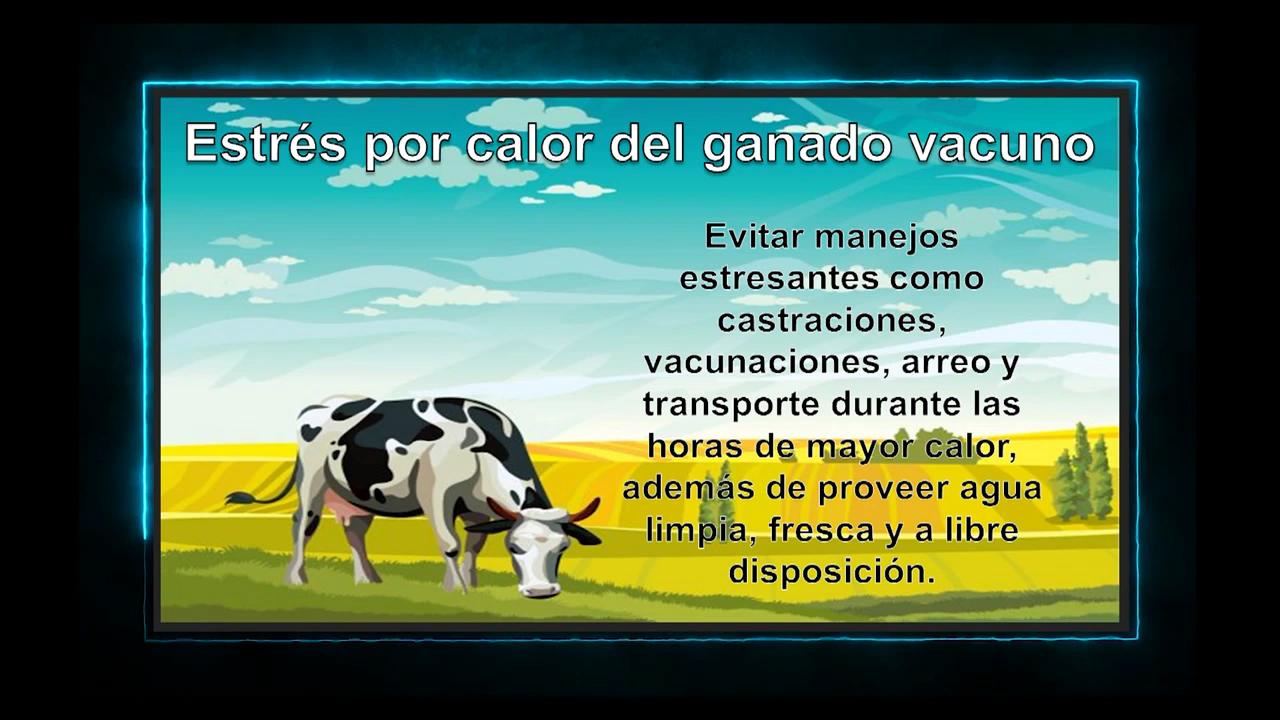 Estrés por calor del ganado vacuno
Evitar manejos
estresantes como
castraciones,
vacunaciones, arreo y
transporte durante las
horas de mayor calor,
además de proveer agua
limpia, fresca y a libre
disposición.